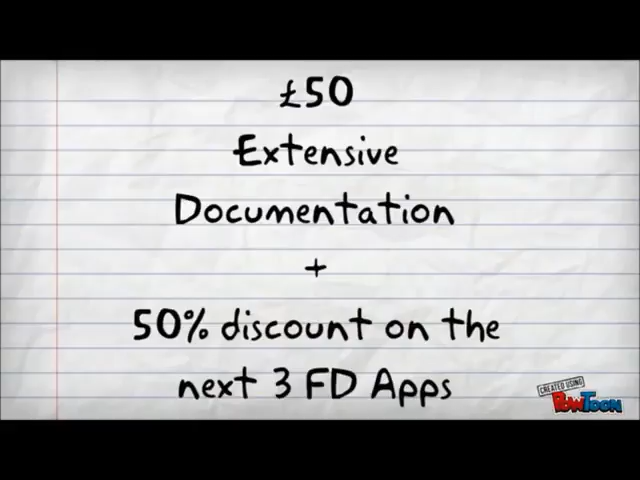 £50
Extensive
Documentation
+
50% discount on the
next 3 FD Apps
CREATED USING
PowToon